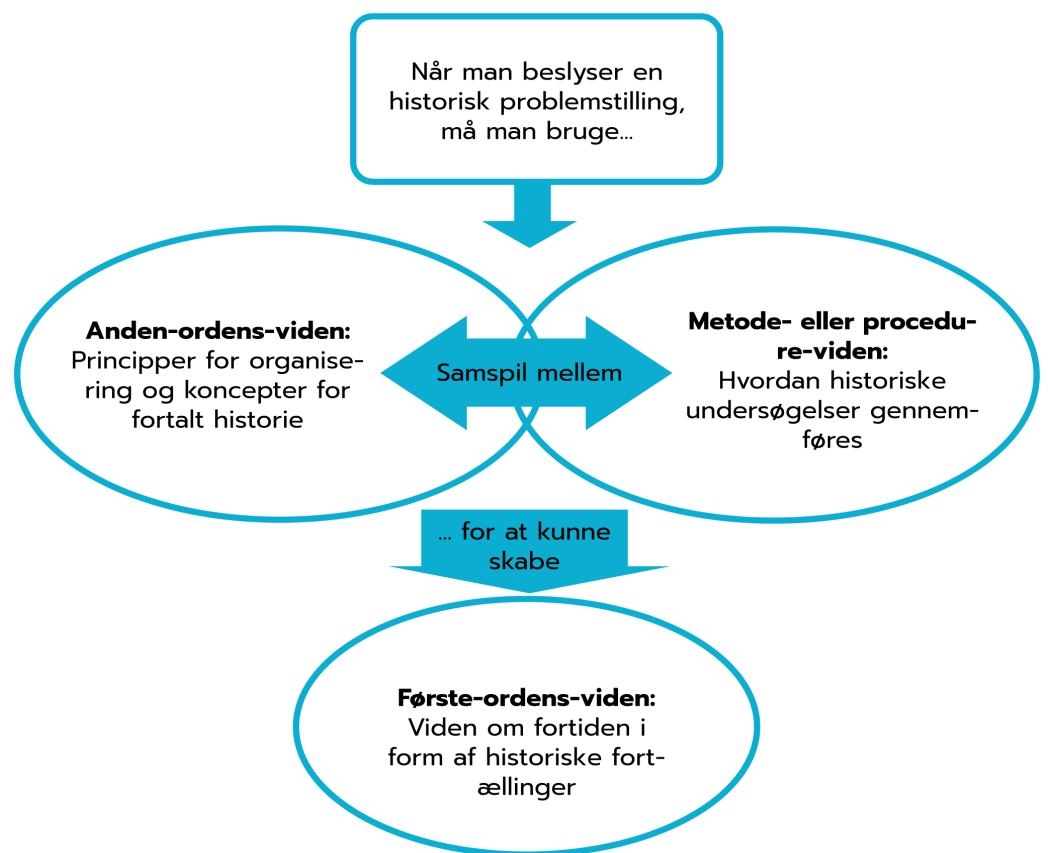 Når man beslyser en
historisk problemstilling,
må man bruge...
Anden-ordens-viden:
Principper for organise-
ring og koncepter for
fortalt historie
Samspil mellem
Metode- eller procedu-
re-viden:
Hvordan historiske
undersøgelser gennem-
føres
... for at kunne
skabe
Første-ordens-viden:
Viden om fortiden i
form af historiske fort-
ællinger